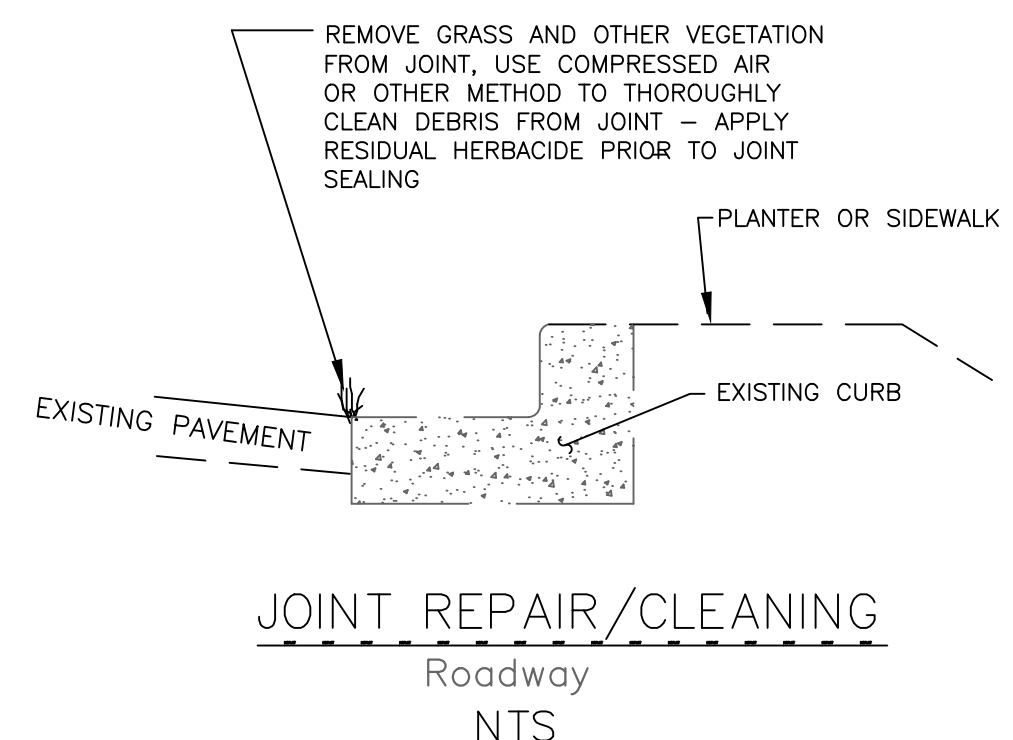 REMOVE GRASS AND OTHER VEGETATION
FROM JOINT, USE COMPRESSED AIR
OR OTHER METHOD TO THOROUGHLY
CLEAN DEBRIS FROM JOINT – APPLY
RESIDUAL HERBACIDE PRIOR TO JOINT
SEALING
PLANTER OR SIDEWALK
EXISTING CURB
EXISTING PAVEMENT
JOINT REPAIR/CLEANING
Roadway
NTS